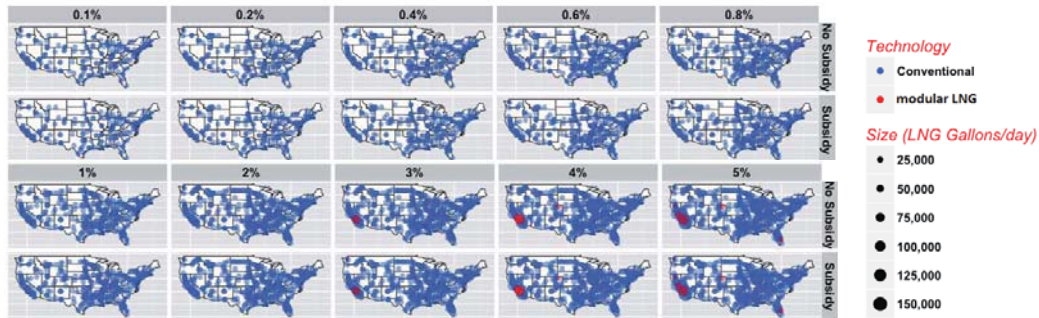 0.1% 0.2% 0.4% 0.6% 0.8%
No Subsidy
Subsidy
1% 2% 3% 4% 5%
No Subsidy
Subsidy
Technology
Conventional
modular LNG
Size (LNG Gallons/day)
25,000
50,000
75,000
100,000
125,000
150,000